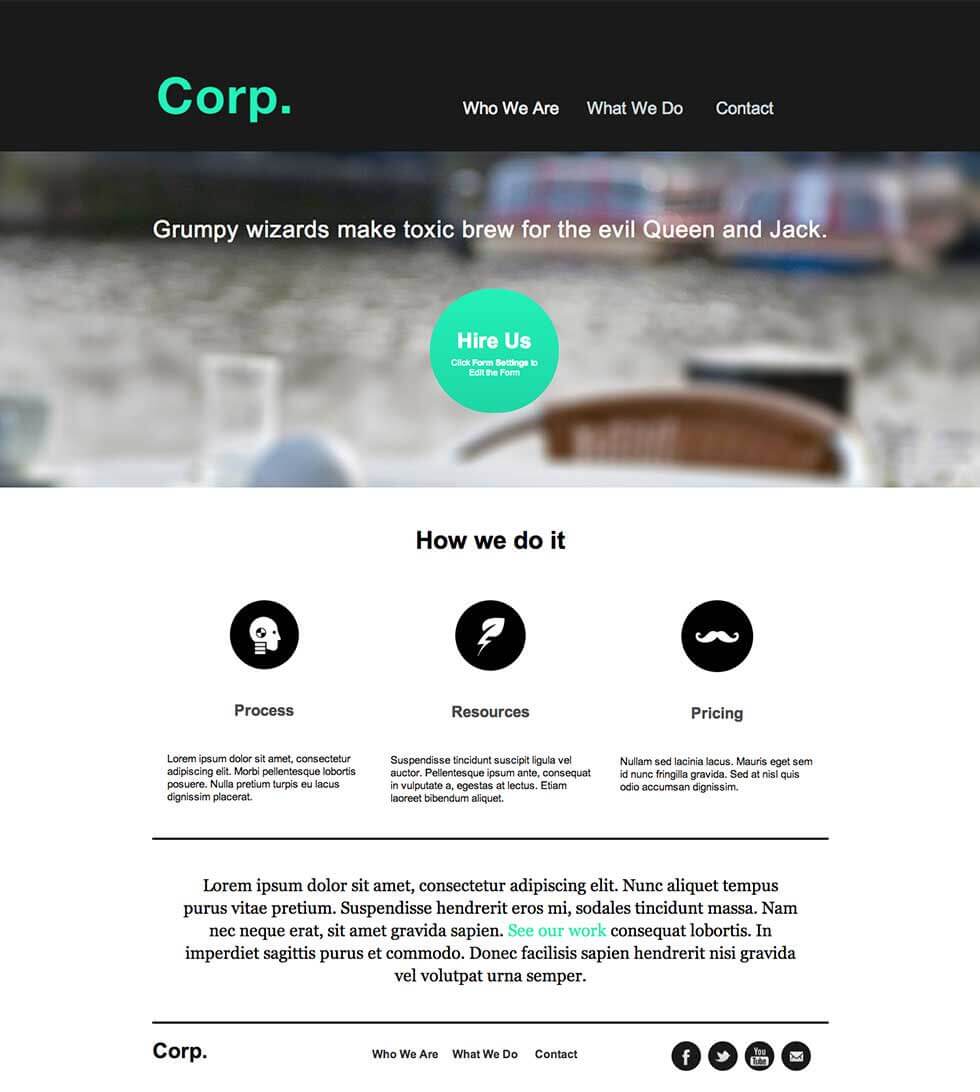 Corp.
Who We Are What We Do Contact
Grumpy wizards make toxic brew for the evil Queen and Jack.
Hire Us
Click Form Settings to
Edit the Form
How we do it
Process
Lorem ipsum dolor sit amet, consectetur
adipiscing elit. Morbi pellentesque lobortis
posuere. Nulla pretium turpis eu lacus
dignissim placerat.
Resources
Suspendisse tincidunt suscipit ligula vel
auctor. Pellentesque ipsum ante, consequat
in vulputate a, egestas at lectus. Etiam
laoreet bibendum aliquet.
Pricing
Nullam sed lacinia lacus. Mauris eget sem
id nunc fringilla gravida. Sed at nisl quis
odio accumsan dignissim.
Lorem ipsum dolor sit amet, consectetur adipiscing elit. Nunc aliquet tempus
purus vitae pretium. Suspendisse hendrerit eros mi, sodales tincidunt massa. Nam
nec neque erat, sit amet gravida sapien. See our work consequat lobortis. In
imperdiet sagittis purus et commodo. Donec facilisis sapien hendrerit nisi gravida
vel volutpat urna semper.
Corp.
Who We Are What We Do Contact
You
Tube